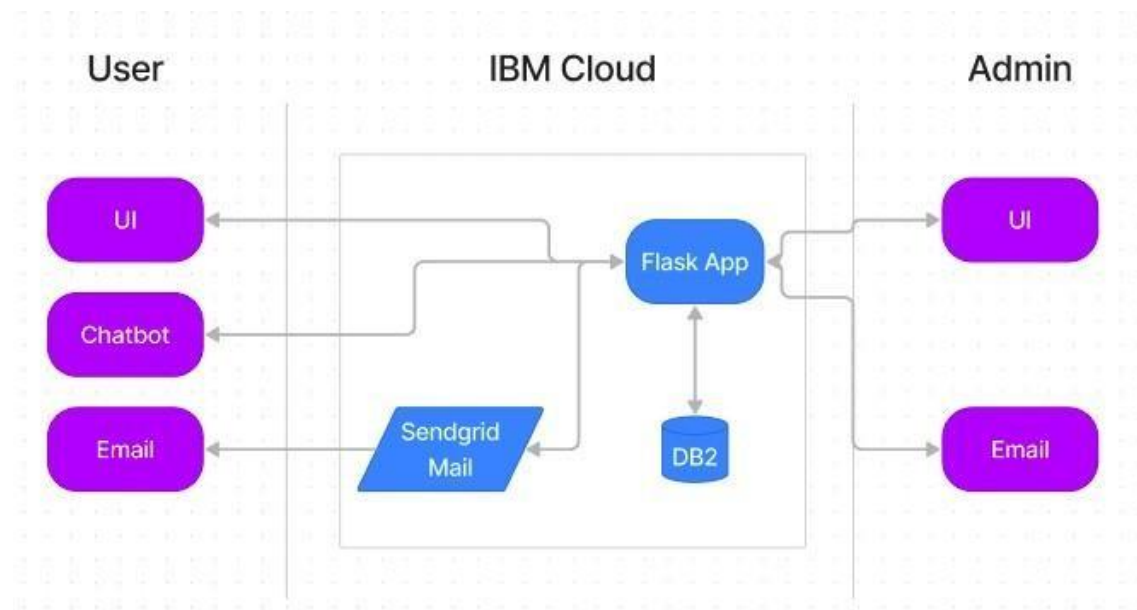 User
IBM Cloud
Admin
UI
Flask App
UI
Chatbot
Email
Sendgrid
Mail
DB2
Email